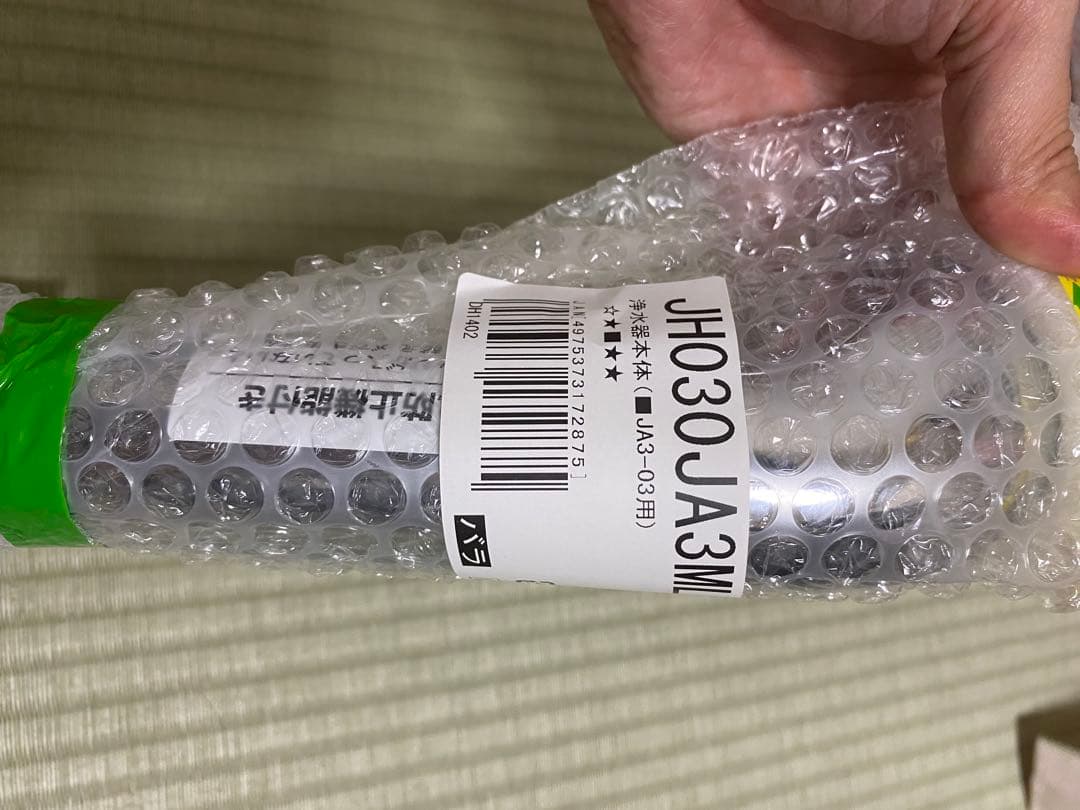 JH030JA3ML
浄水器本体(■JA3-03用)
☆★■★★
JAN[4975373172875]
DH1402
バラ
防止機器付き